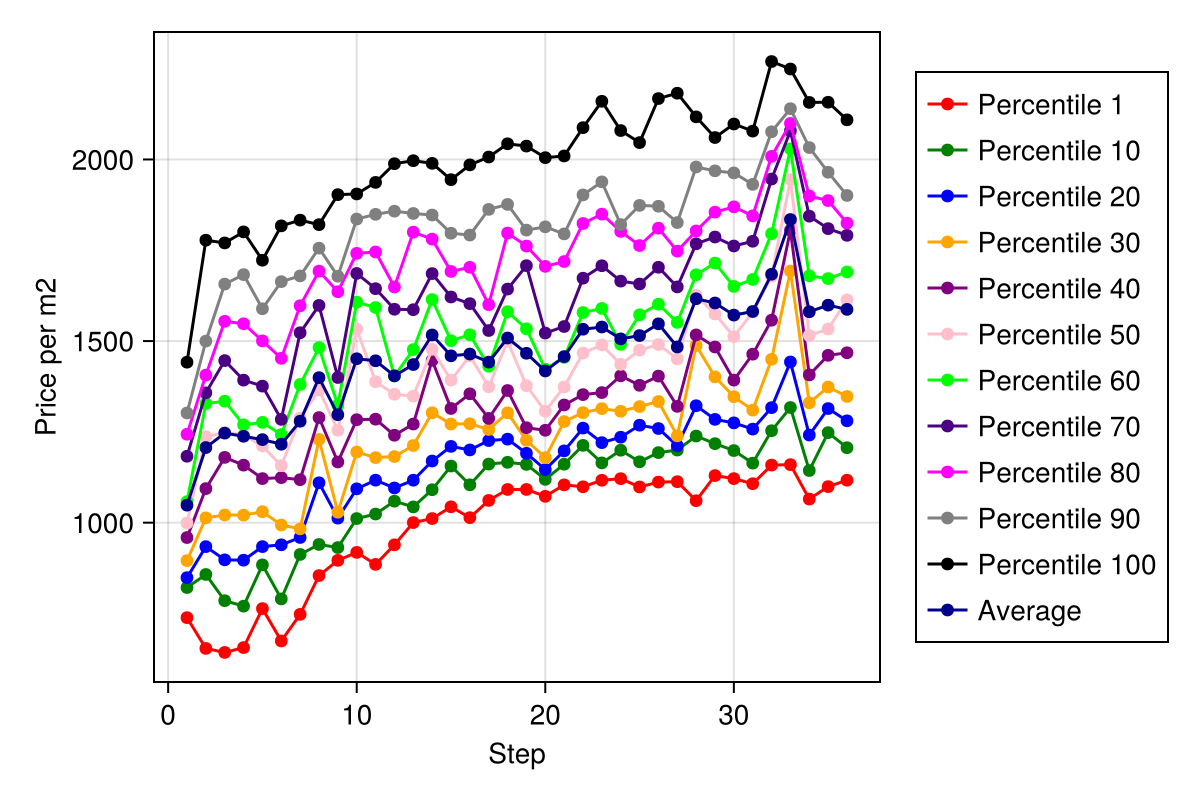 Price per m2
2000
1500
1000
0
10
20
30
Step
Percentile 1
Percentile 10
Percentile 20
Percentile 30
Percentile 40
Percentile 50
Percentile 60
Percentile 70
Percentile 80
Percentile 90
Percentile 100
Average